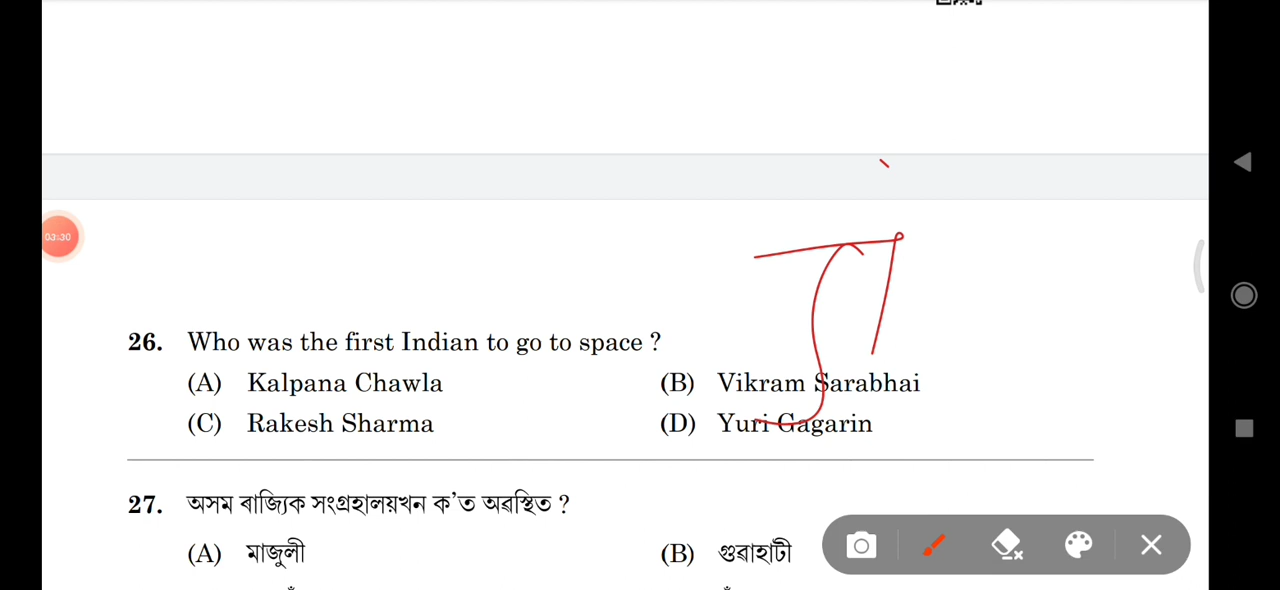 03:30
26. Who was the first Indian to go to space ?
(A) Kalpana Chawla (B) Vikram Sarabhai
(C) Rakesh Sharma (D) Yuri Gagarin
27. অসম ৰাজ্যিক সংগ্ৰহালয়খন ক’ত অৱস্থিত ?
(A) মাজুলী (B) গুৱাহাটী